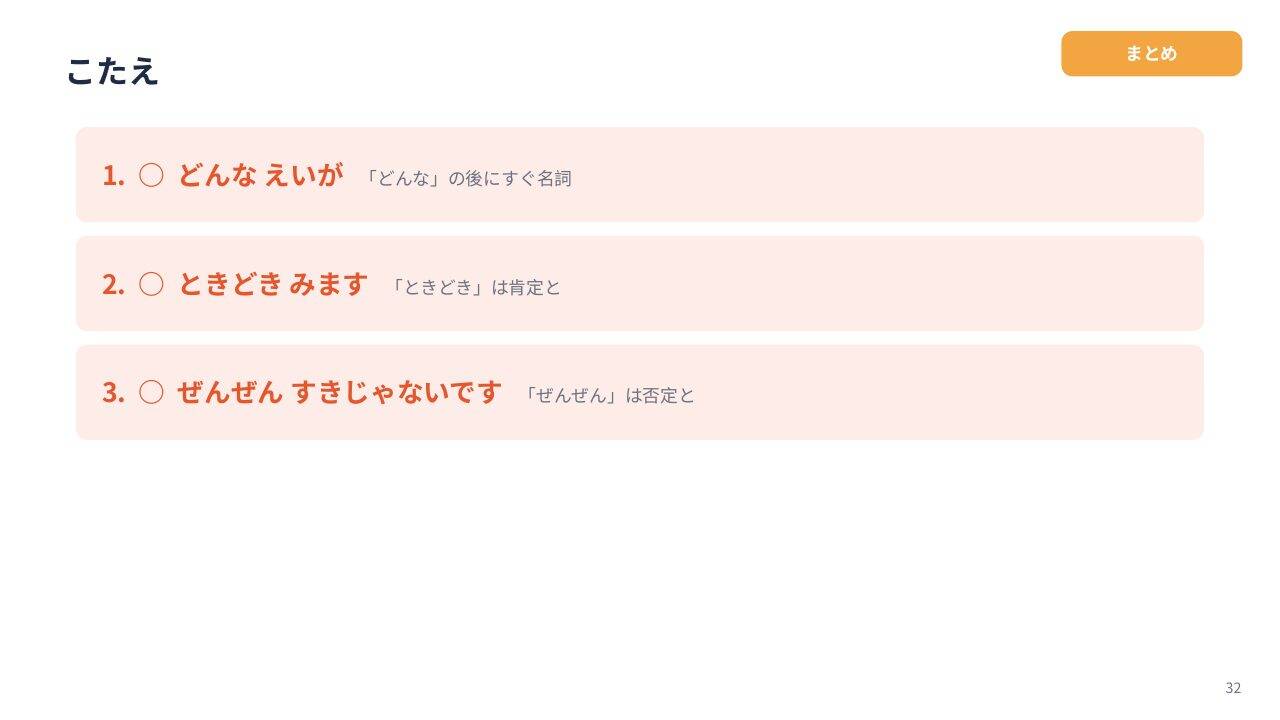 こたえ
まとめ
1. ○ どんな えいが 「どんな」の後にすぐ名詞
2. ○ ときどき みます 「ときどき」は肯定と
3. ○ ぜんぜん すきじゃないです 「ぜんぜん」は否定と
32